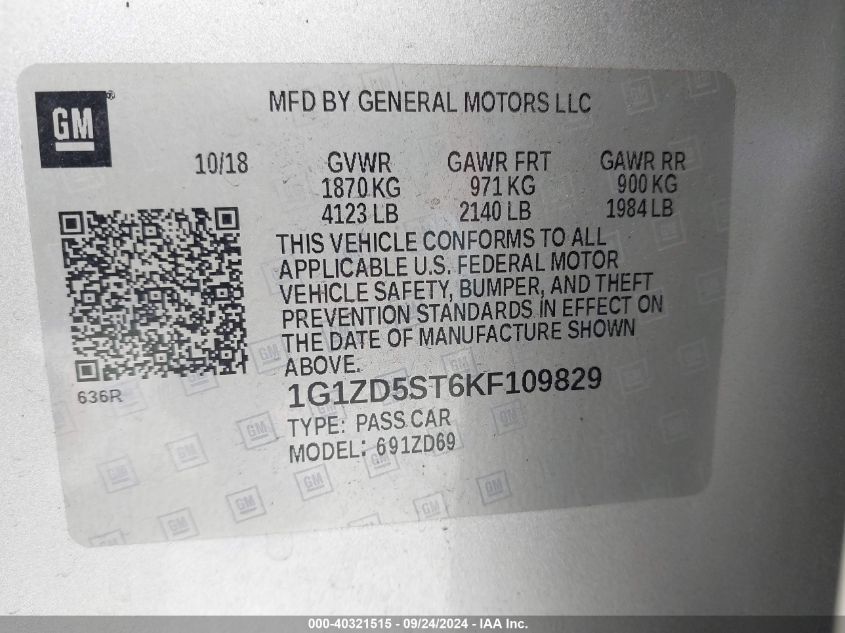 GM®
MFD BY GENERAL MOTORS LLC
10/18 GVWR GAWR FRT GAWR RR
1870 KG 971 KG 900 KG
4123 LB 2140 LB 1984 LB
THIS VEHICLE CONFORMS TO ALL
APPLICABLE U.S. FEDERAL MOTOR
VEHICLE SAFETY, BUMPER, AND THEFT
PREVENTION STANDARDS IN EFFECT ON
THE DATE OF MANUFACTURE SHOWN
ABOVE.
636R
1G1ZD5ST6KF109829
TYPE: PASS CAR
MODEL: 691ZD69
000-40321515 - 09/24/2024 - IAA Inc.